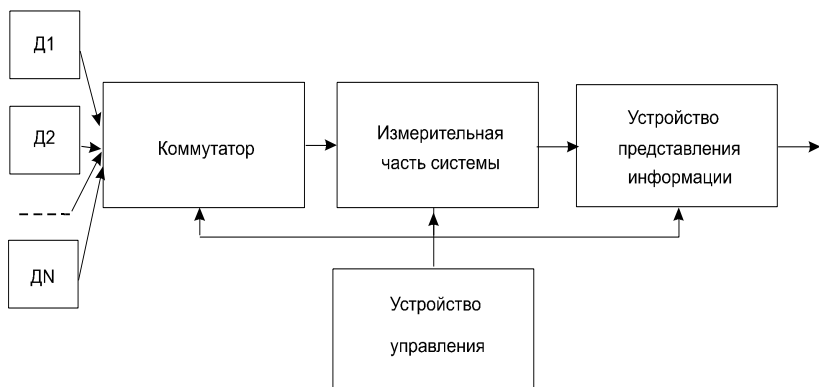 Д1
Д2
ДN
Коммутатор
Измерительная
часть системы
Устройство
представления
информации
Устройство
управления